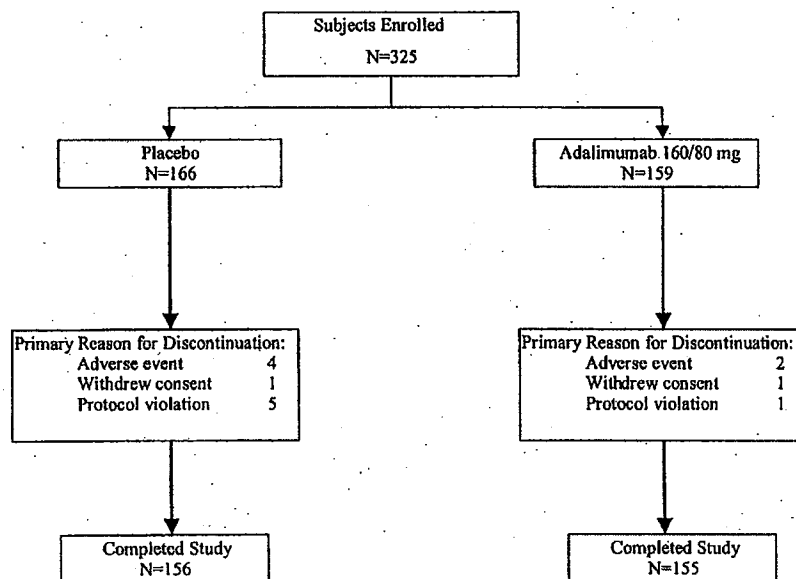 Subjects Enrolled
N=325
Placebo
N=166
Adalimumab 160/80 mg
N=159
Primary Reason for Discontinuation:
Adverse event 4
Withdrew consent 1
Protocol violation 5
Primary Reason for Discontinuation:
Adverse event 2
Withdrew consent 1
Protocol violation 1
Completed Study
N=156
Completed Study
N=155